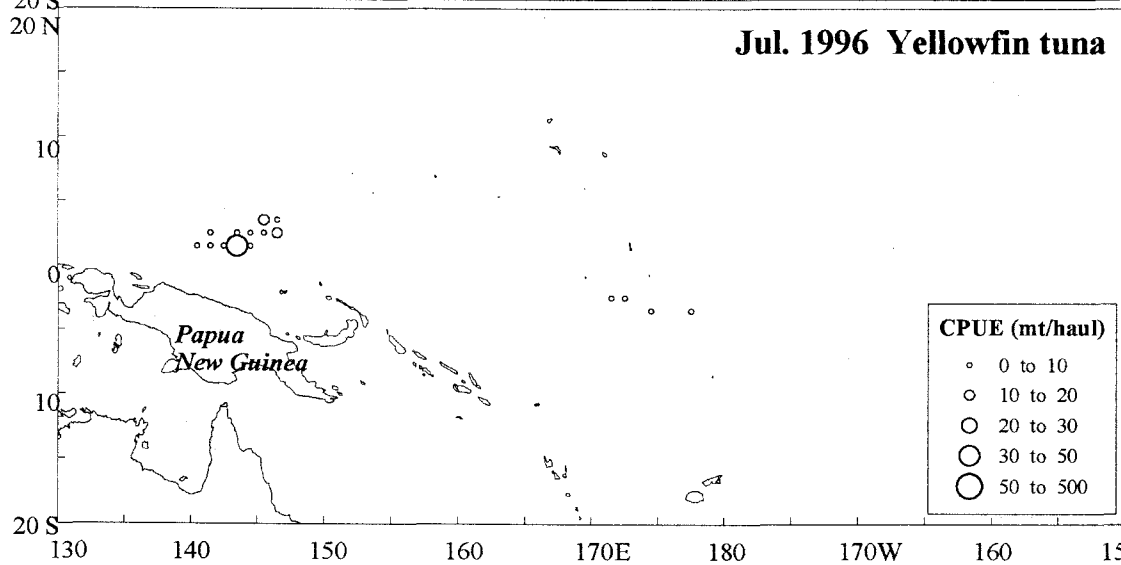 20 S
20 N
Jul. 1996 Yellowfin tuna
10
0
Papua
New Guinea
CPUE (mt/haul)
0 to 10
10 to 20
20 to 30
30 to 50
50 to 500
10
20 S
130 140 150 160 170E 180 170W 160 15